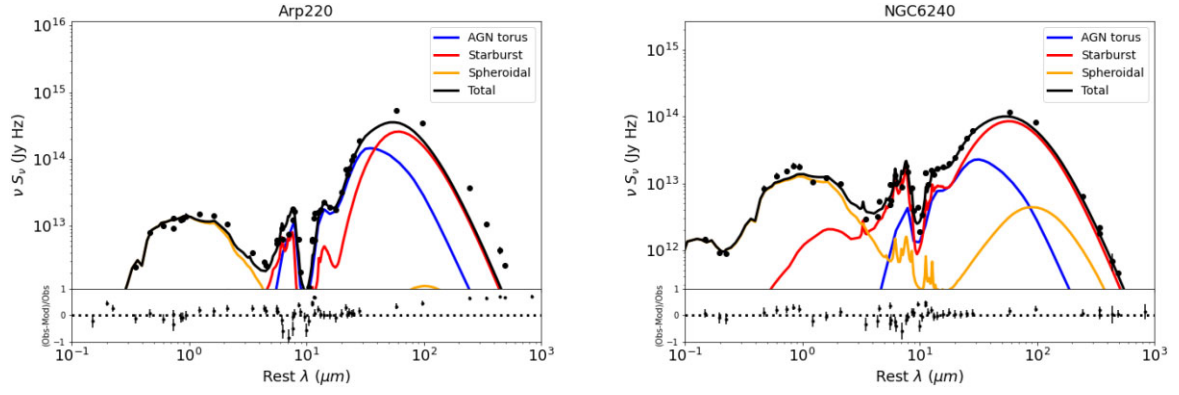 Arp220
10^16
10^15
10^14
10^13
ν S_ν (Jy Hz)
AGN torus
Starburst
Spheroidal
Total
1
0
−1
(Obs-Mod)/Obs
10^−1 10^0 10^1 10^2 10^3
Rest λ (μm)
NGC6240
10^15
10^14
10^13
10^12
ν S_ν (Jy Hz)
AGN torus
Starburst
Spheroidal
Total
1
0
−1
(Obs-Mod)/Obs
10^−1 10^0 10^1 10^2 10^3
Rest λ (μm)